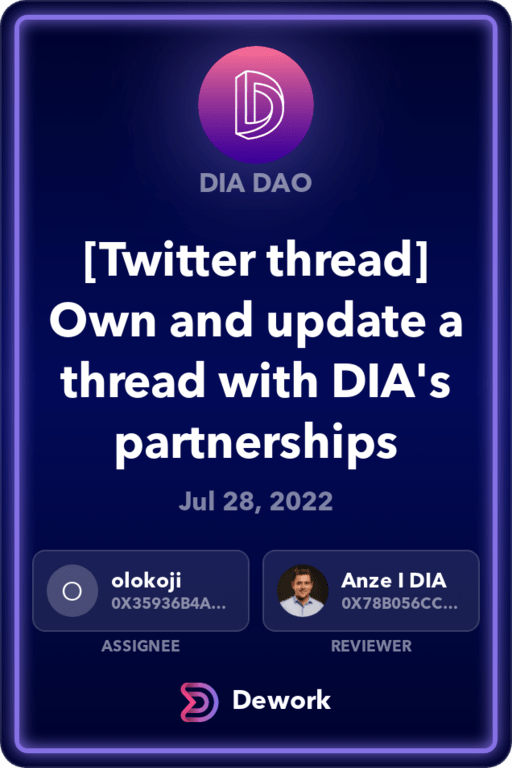 DIA DAO
[Twitter thread]
Own and update a
thread with DIA's
partnerships
Jul 28, 2022
O
olokoji
0X35936B4A...
ASSIGNEE
Anze I DIA
0X78B056CC...
REVIEWER
Dework